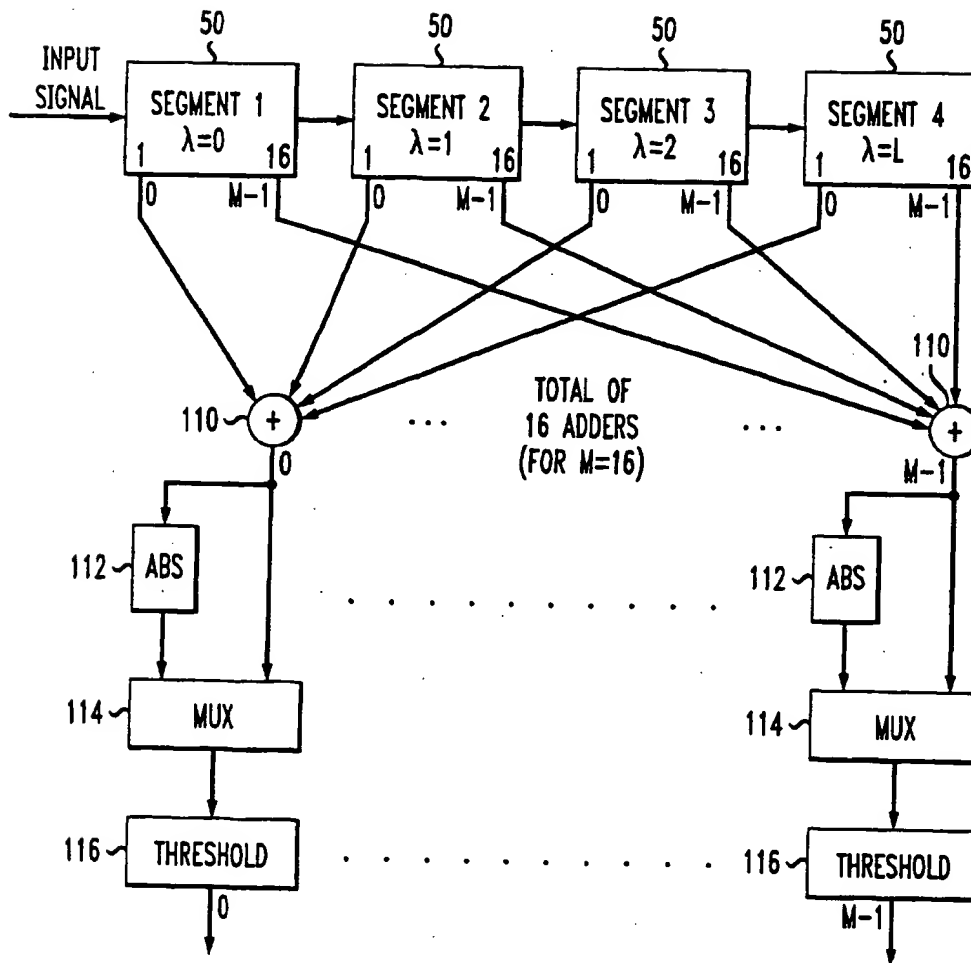 50 50 50 50
INPUT SIGNAL
SEGMENT 1
λ=0
1 16
SEGMENT 2
λ=1
1 16
SEGMENT 3
λ=2
1 16
SEGMENT 4
λ=L
1 16
0 M-1 0 M-1 0 M-1 0 M-1
110
110 +
...
TOTAL OF
16 ADDERS
(FOR M=16)
...
+
0
M-1
112 ABS
112 ABS
114 MUX
114 MUX
116 THRESHOLD
116 THRESHOLD
0
M-1